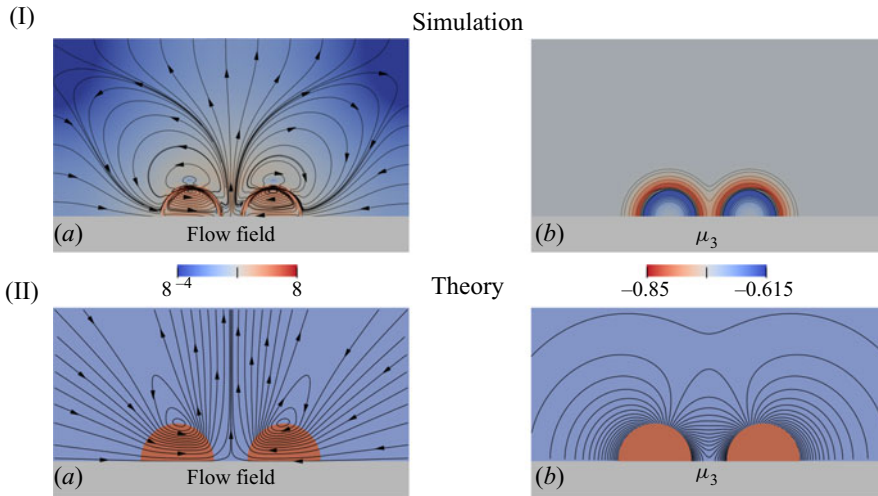 (I)
Simulation
(a)
Flow field
(b)
μ₃
8⁻⁴
8
−0.85
−0.615
(II)
Theory
(a)
Flow field
(b)
μ₃